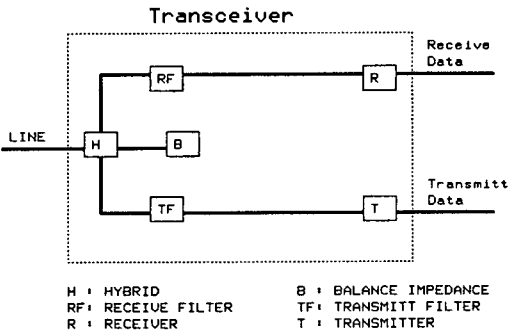 Transceiver
Receive
Data
RF
R
LINE
H
B
Transmitt
Data
TF
T
H : HYBRID
B : BALANCE IMPEDANCE
RF: RECEIVE FILTER
TF: TRANSMITT FILTER
R : RECEIVER
T : TRANSMITTER